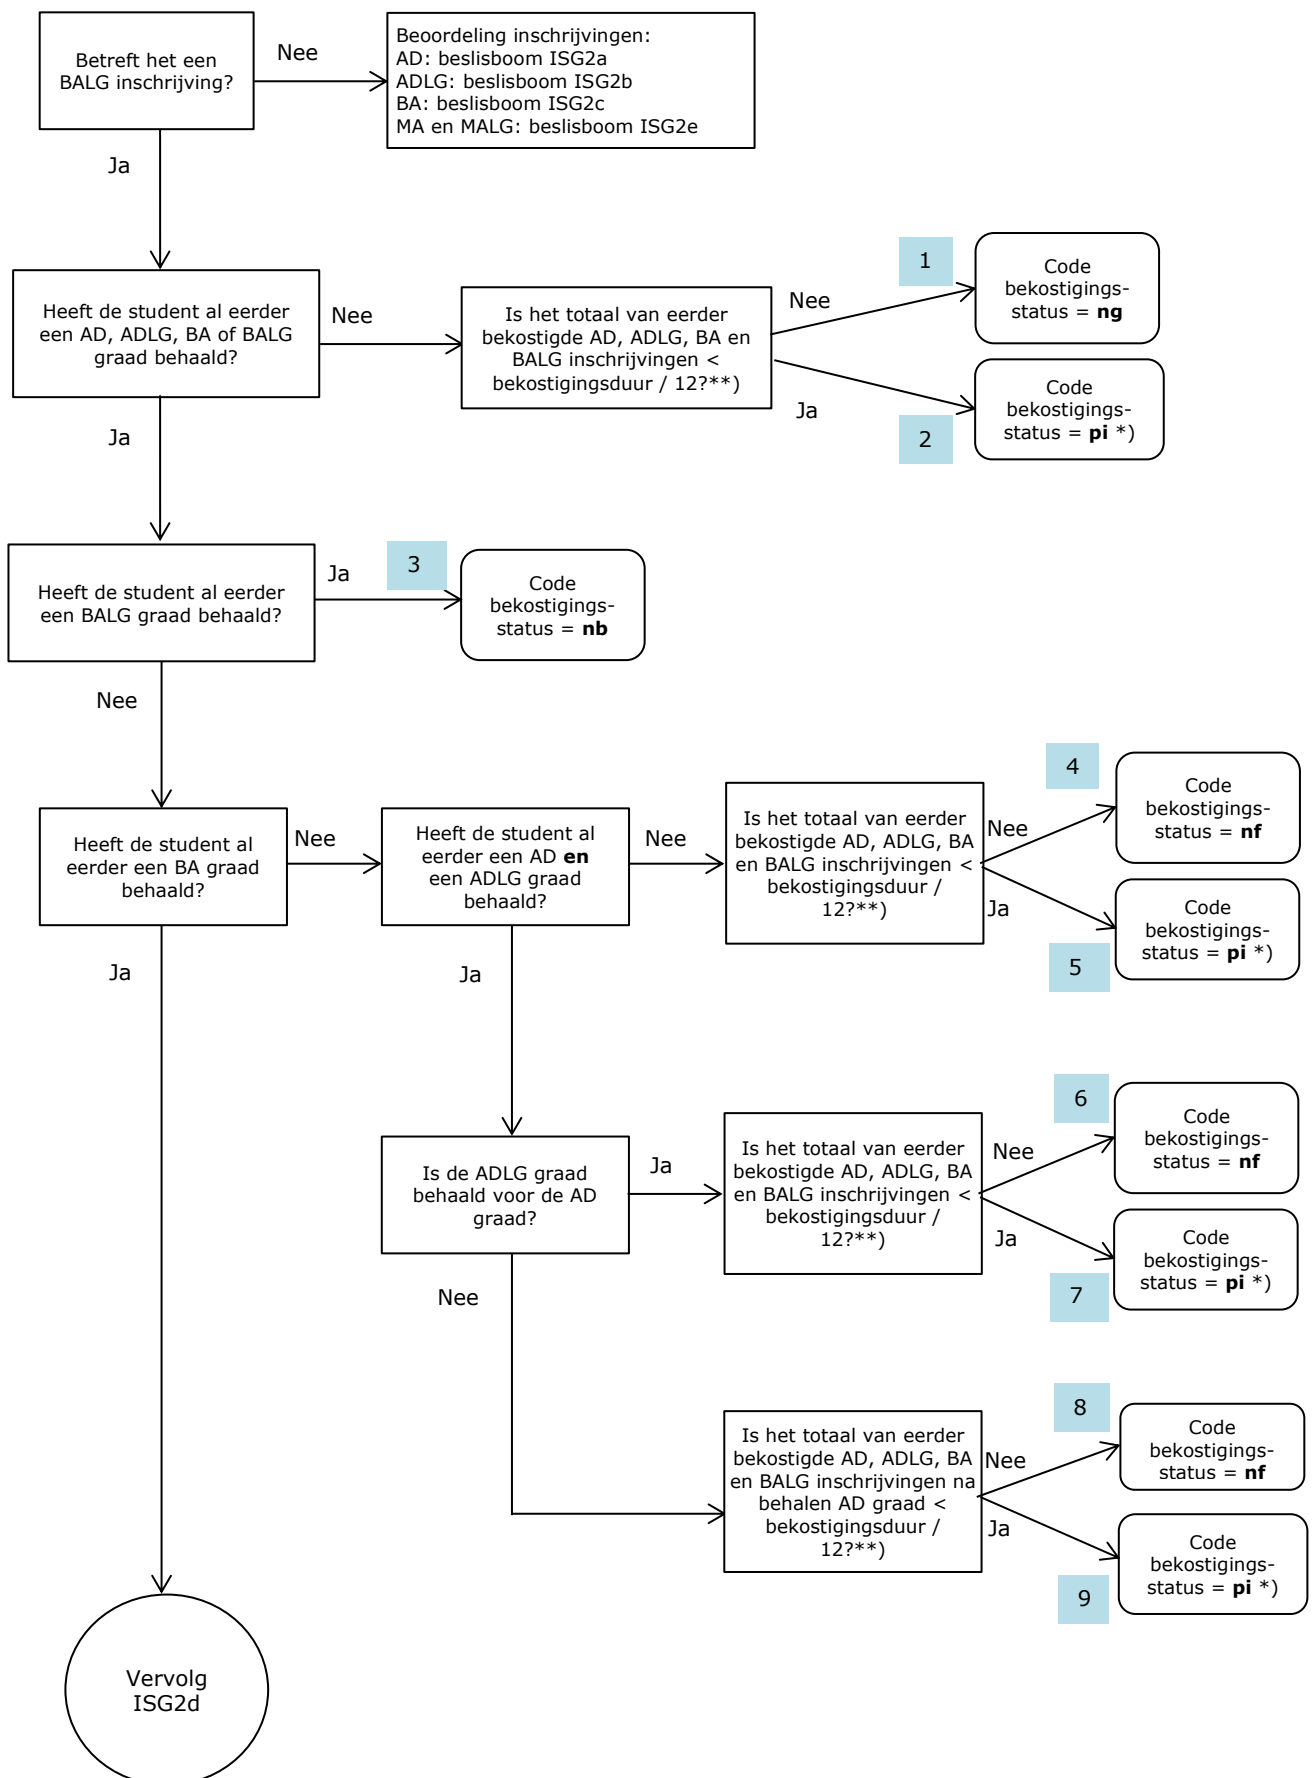 Betreft het een
BALG inschrijving?
Nee
Beoordeling inschrijvingen:
AD: beslisboom ISG2a
ADLG: beslisboom ISG2b
BA: beslisboom ISG2c
MA en MALG: beslisboom ISG2e
Ja
Heeft de student al eerder
een AD, ADLG, BA of BALG
graad behaald?
Nee
Is het totaal van eerder
bekostigde AD, ADLG, BA en
BALG inschrijvingen <
bekostigingsduur / 12?**)
Nee
1
Code
bekostigings-
status = ng
Ja
2
Code
bekostigings-
status = pi *)
Ja
Heeft de student al eerder
een BALG graad behaald?
Ja
3
Code
bekostigings-
status = nb
Nee
Heeft de student al
eerder een BA graad
behaald?
Nee
Heeft de student al
eerder een AD en
een ADLG graad
behaald?
Nee
Is het totaal van eerder
bekostigde AD, ADLG, BA
en BALG inschrijvingen <
bekostigingsduur /
12?**)
Nee
4
Code
bekostigings-
status = nf
Ja
5
Code
bekostigings-
status = pi *)
Ja
Ja
Is de ADLG graad
behaald voor de AD
graad?
Ja
Is het totaal van eerder
bekostigde AD, ADLG, BA
en BALG inschrijvingen <
bekostigingsduur /
12?**)
Nee
6
Code
bekostigings-
status = nf
Ja
7
Code
bekostigings-
status = pi *)
Nee
Is het totaal van eerder
bekostigde AD, ADLG, BA
en BALG inschrijvingen na
behalen AD graad <
bekostigingsduur /
12?**)
Nee
8
Code
bekostigings-
status = nf
Ja
9
Code
bekostigings-
status = pi *)
Vervolg
ISG2d